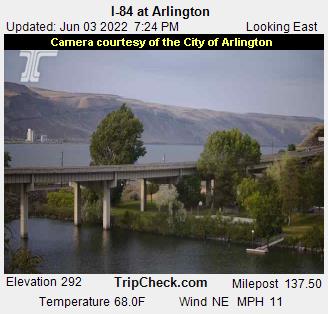 I-84 at Arlington
Updated: Jun 03 2022 7:24 PM Looking East
Camera courtesy of the City of Arlington
Elevation 292 TripCheck.com Milepost 137.50
Temperature 68.0F Wind NE MPH 11